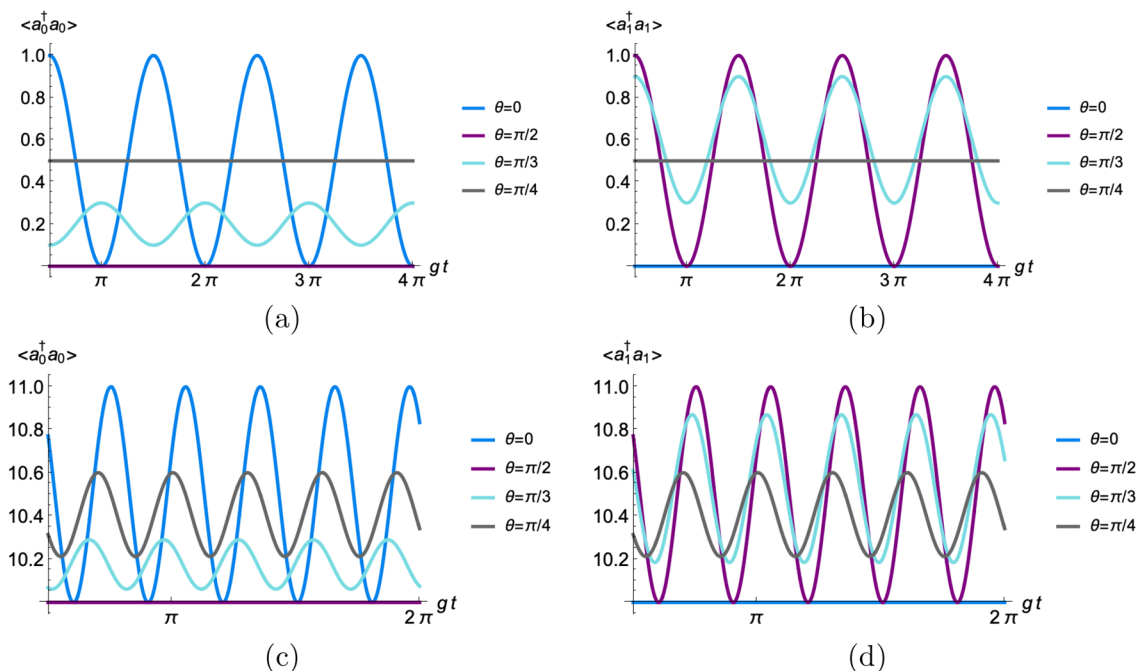 <a₀†a₀>
1.0
0.8
0.6
0.4
0.2
π 2π 3π 4π
gt
θ=0
θ=π/2
θ=π/3
θ=π/4
(a)
<a₁†a₁>
1.0
0.8
0.6
0.4
0.2
π 2π 3π 4π
gt
θ=0
θ=π/2
θ=π/3
θ=π/4
(b)
<a₀†a₀>
11.0
10.8
10.6
10.4
10.2
π 2π
gt
θ=0
θ=π/2
θ=π/3
θ=π/4
(c)
<a₁†a₁>
11.0
10.8
10.6
10.4
10.2
π 2π
gt
θ=0
θ=π/2
θ=π/3
θ=π/4
(d)